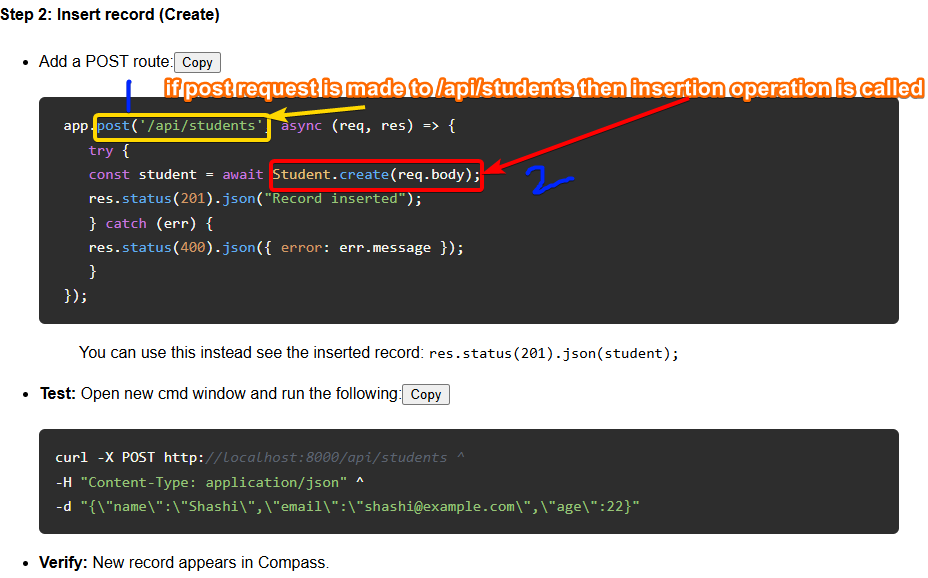 Step 2: Insert record (Create)
Add a POST route: Copy
1
if post request is made to /api/students then insertion operation is called
app.post('/api/students', async (req, res) => {
try {
const student = await Student.create(req.body);
2
res.status(201).json("Record inserted");
} catch (err) {
res.status(400).json({ error: err.message });
}
});
You can use this instead see the inserted record: res.status(201).json(student);
Test: Open new cmd window and run the following: Copy
curl -X POST http://localhost:8000/api/students ^
-H "Content-Type: application/json" ^
-d "{\"name\":\"Shashi\",\"email\":\"shashi@example.com\",\"age\":22}"
Verify: New record appears in Compass.